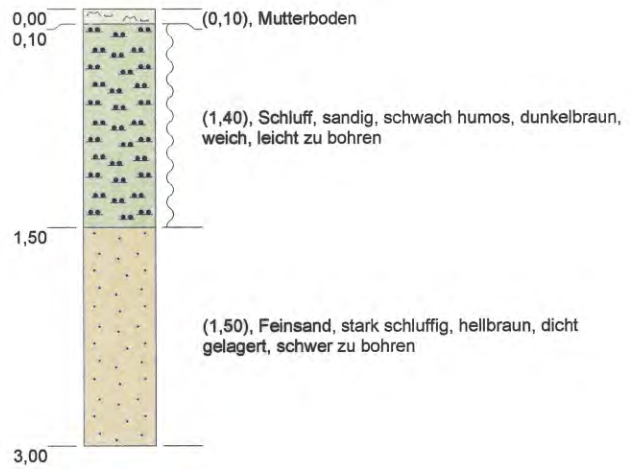 0,00
(0,10), Mutterboden
0,10
(1,40), Schluff, sandig, schwach humos, dunkelbraun,
weich, leicht zu bohren
1,50
(1,50), Feinsand, stark schluffig, hellbraun, dicht
gelagert, schwer zu bohren
3,00